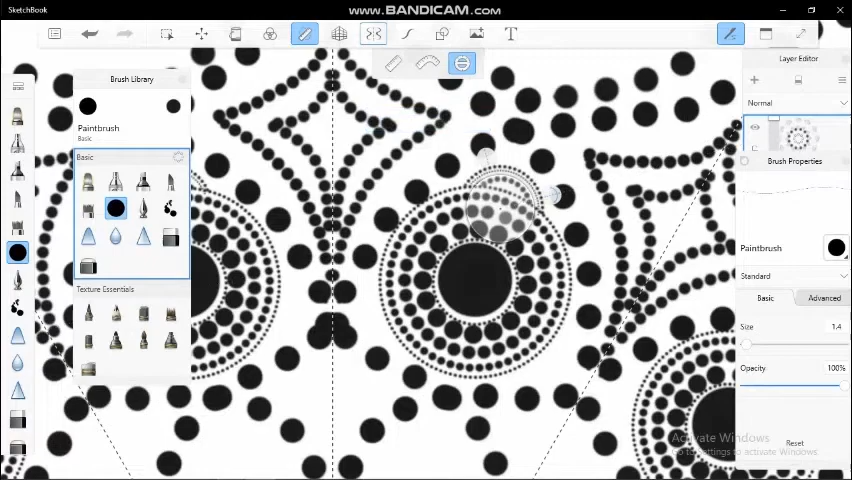 SketchBook
www.BANDICAM.com
T
Brush Library
Layer Editor
Paintbrush
Basic
Normal
Basic
Brush Properties
Paintbrush
Standard
Texture Essentials
Basic
Advanced
Size
1.4
Opacity
100%
Activate Windows
Go to Settings to activate Windows.
Reset